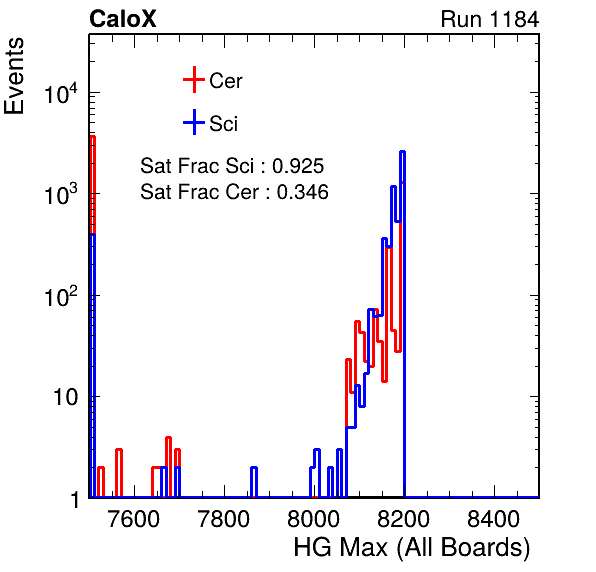 CaloX Run 1184
Events
Cer
Sci
Sat Frac Sci : 0.925
Sat Frac Cer : 0.346
10⁴
10³
10²
10
1
7600 7800 8000 8200 8400
HG Max (All Boards)